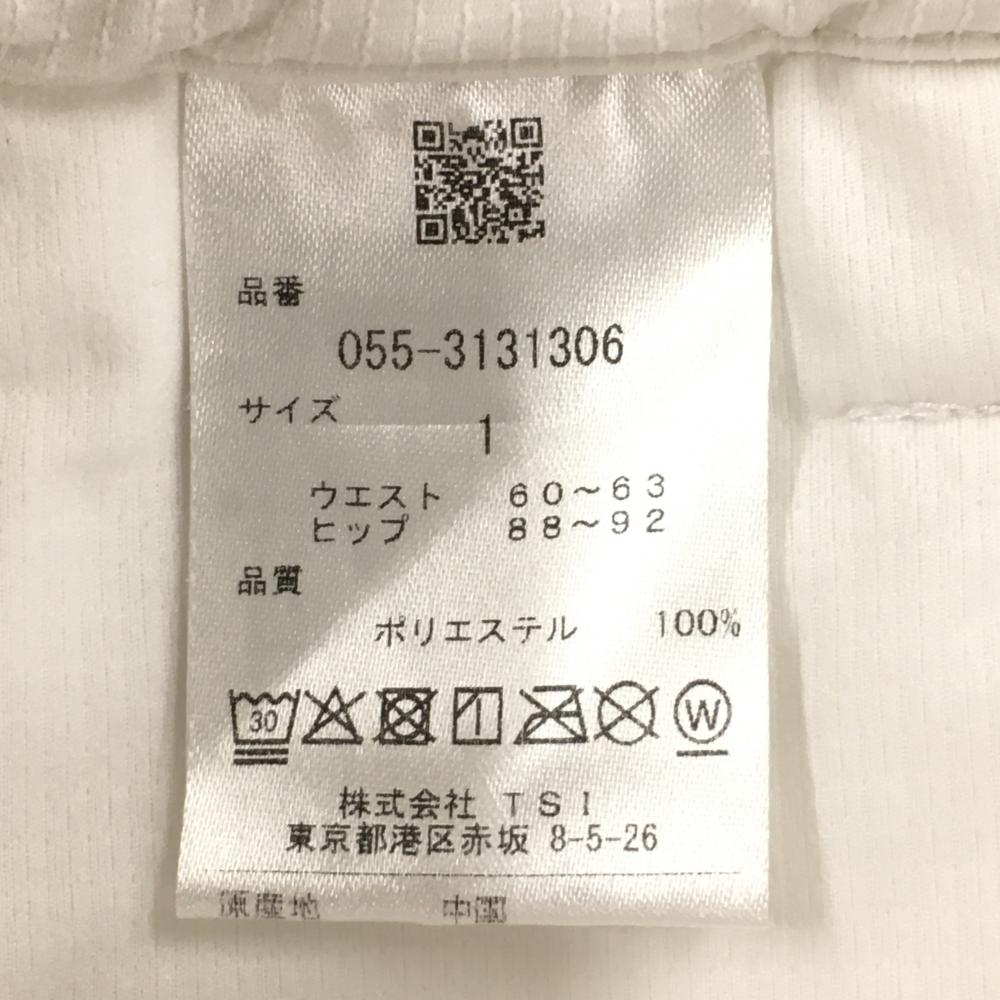 品番
055-3131306
サイズ
1
ウエスト 60～63
ヒップ 88～92
品質
ポリエステル 100%
30 W
株式会社 TSI
東京都港区赤坂 8-5-26
原産地 中国